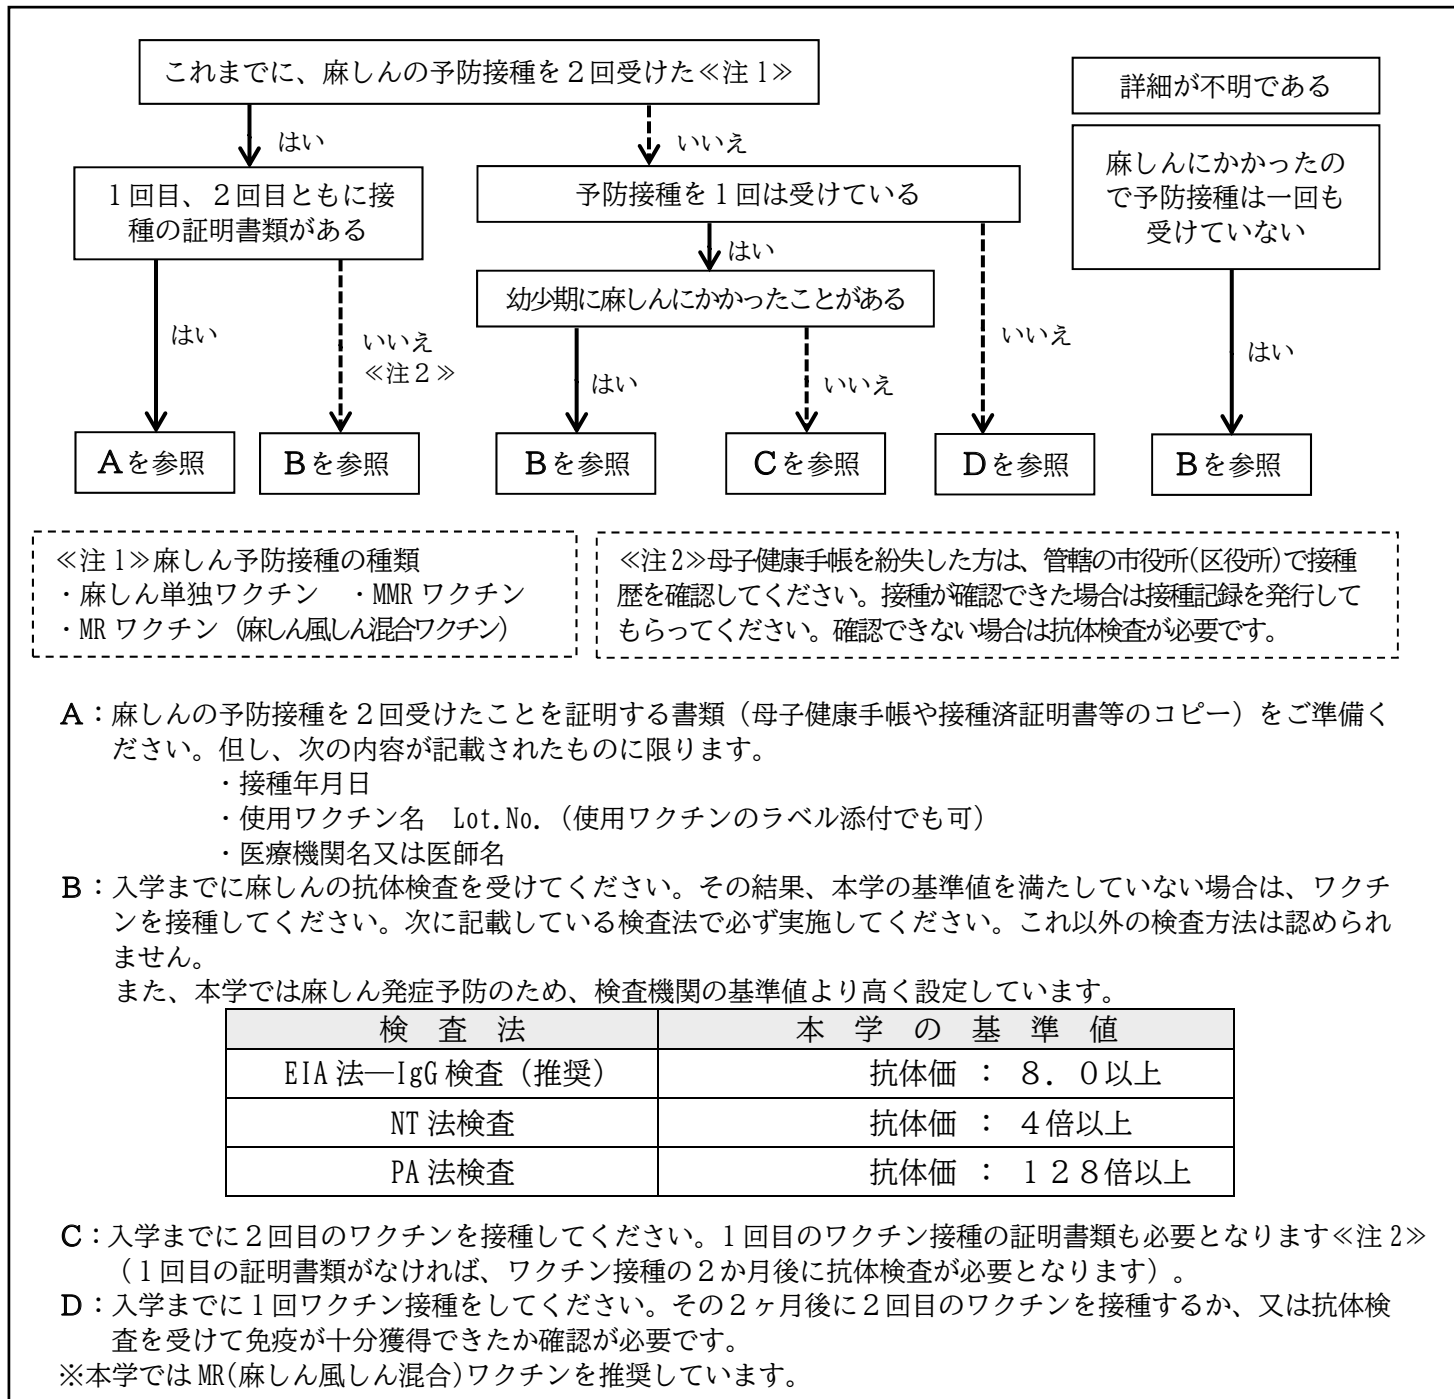 これまでに、麻しんの予防接種を２回受けた≪注1≫
詳細が不明である
はい
いいえ
１回目、２回目ともに接
種の証明書類がある
予防接種を１回は受けている
麻しんにかかったの
で予防接種は一回も
受けていない
はい
幼少期に麻しんにかかったことがある
はい
いいえ
≪注２≫
はい
いいえ
いいえ
はい
Aを参照
Bを参照
Bを参照
Cを参照
Dを参照
Bを参照
≪注1≫麻しん予防接種の種類
・麻しん単独ワクチン　・MMRワクチン
・MRワクチン（麻しん風しん混合ワクチン）
≪注2≫母子健康手帳を紛失した方は、管轄の市役所(区役所)で接種
歴を確認してください。接種が確認できた場合は接種記録を発行して
もらってください。確認できない場合は抗体検査が必要です。
A：麻しんの予防接種を２回受けたことを証明する書類（母子健康手帳や接種済証明書等のコピー）をご準備く
ださい。但し、次の内容が記載されたものに限ります。
・接種年月日
・使用ワクチン名　Lot.No.（使用ワクチンのラベル添付でも可）
・医療機関名又は医師名
B：入学までに麻しんの抗体検査を受けてください。その結果、本学の基準値を満たしていない場合は、ワクチ
ンを接種してください。次に記載している検査法で必ず実施してください。これ以外の検査方法は認められ
ません。
また、本学では麻しん発症予防のため、検査機関の基準値より高く設定しています。
検　査　法　本　学　の　基　準　値
EIA法―IgG検査（推奨）　抗体価　：　８．０以上
NT法検査　抗体価　：　４倍以上
PA法検査　抗体価　：　１２８倍以上
C：入学までに２回目のワクチンを接種してください。1回目のワクチン接種の証明書類も必要となります≪注2≫
（１回目の証明書類がなければ、ワクチン接種の２か月後に抗体検査が必要となります）。
D：入学までに１回ワクチン接種をしてください。その２ヶ月後に２回目のワクチンを接種するか、又は抗体検
査を受けて免疫が十分獲得できたか確認が必要です。
※本学ではMR(麻しん風しん混合)ワクチンを推奨しています。